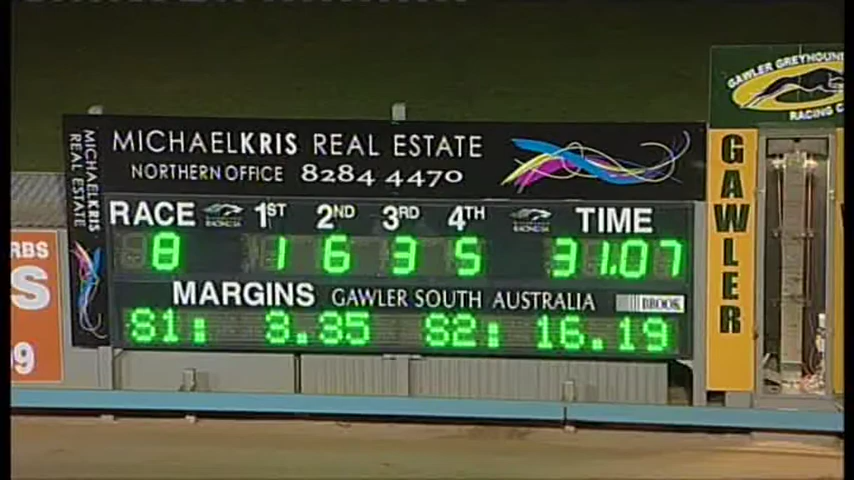 GAWLER GREYHOUND
RACING C
MICHAELKRIS REAL ESTATE
NORTHERN OFFICE 8284 4470
MICHAELKRIS
REAL ESTATE
RACE 1ST 2ND 3RD 4TH TIME
8 1 6 3 5 31.07
MARGINS GAWLER SOUTH AUSTRALIA BROOK
S1: 3.35 S2: 16.19
GAWLER
RBS
S
9